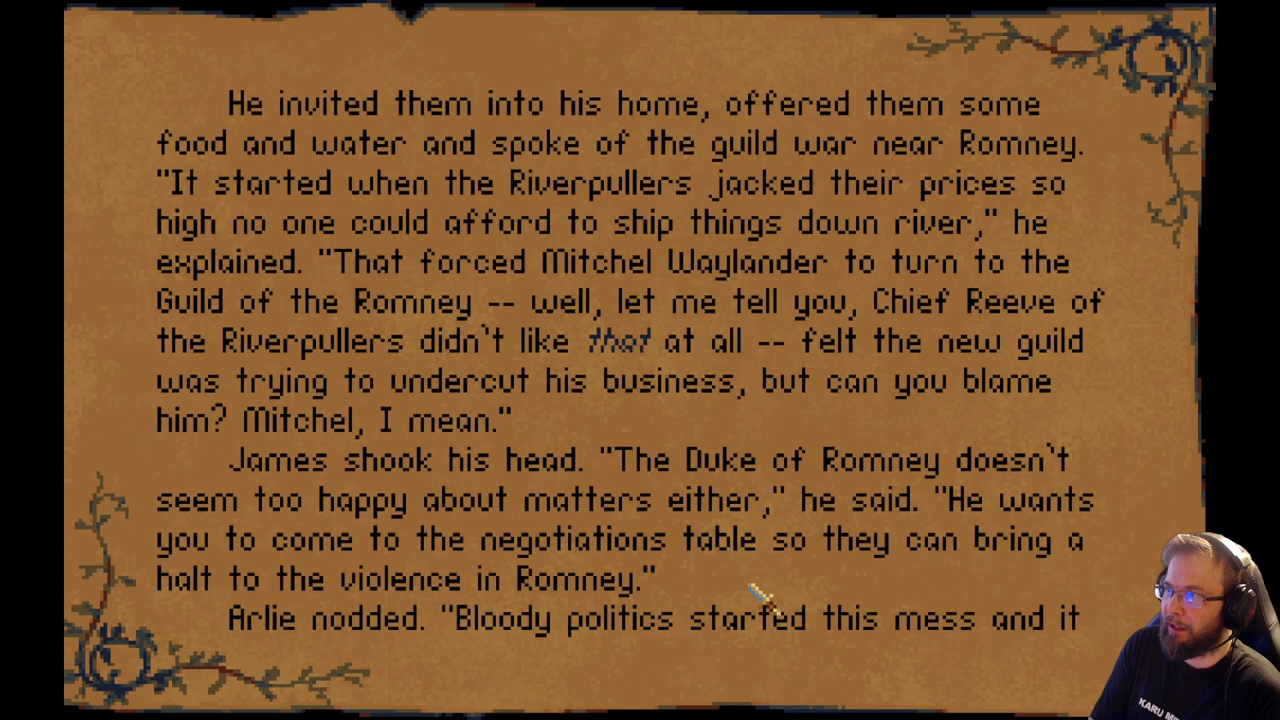 He invited them into his home, offered them some
food and water and spoke of the guild war near Romney.
"It started when the Riverpullers jacked their prices so
high no one could afford to ship things down river," he
explained. "That forced Mitchel Waylander to turn to the
Guild of the Romney -- well, let me tell you, Chief Reeve of
the Riverpullers didn't like that at all -- felt the new guild
was trying to undercut his business, but can you blame
him? Mitchel, I mean."
James shook his head. "The Duke of Romney doesn't
seem too happy about matters either," he said. "He wants
you to come to the negotiations table so they can bring a
halt to the violence in Romney."
Arlie nodded. "Bloody politics started this mess and it
KARU